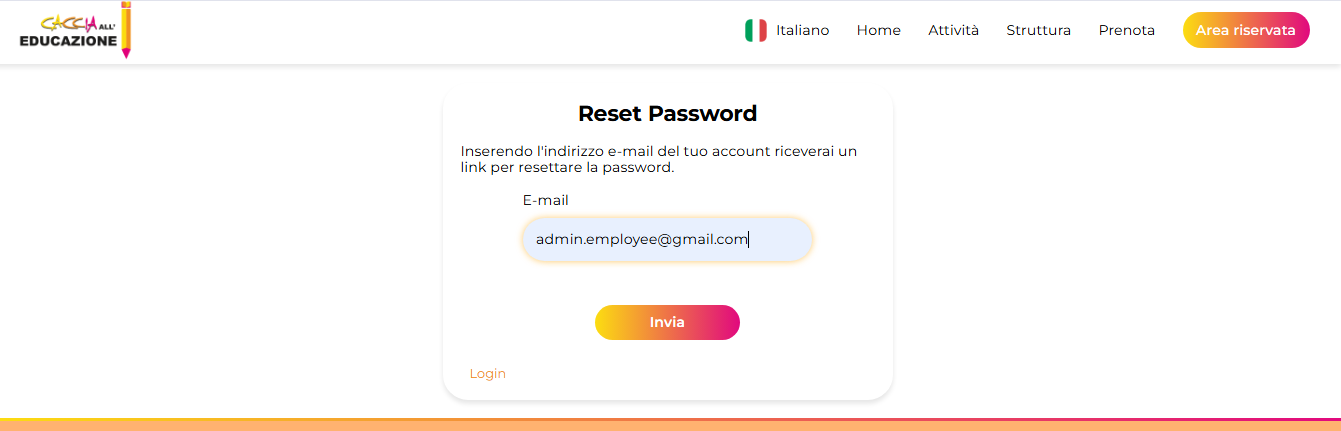 CACCIA ALL'
EDUCAZIONE
Italiano Home Attività Struttura Prenota Area riservata
Reset Password
Inserendo l'indirizzo e-mail del tuo account riceverai un
link per resettare la password.
E-mail
admin.employee@gmail.com
Invia
Login